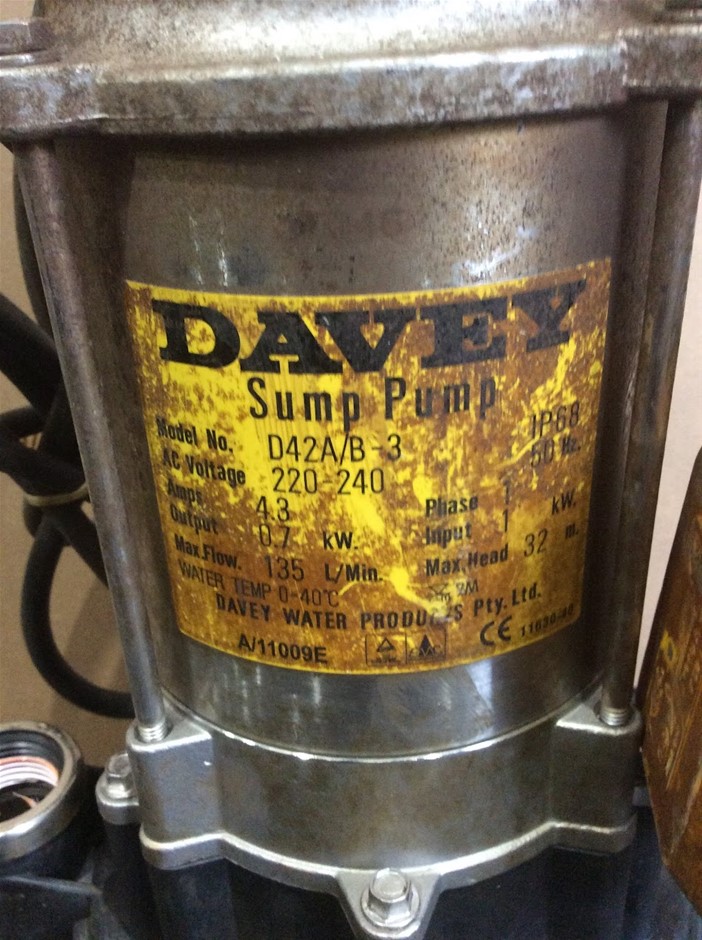 DAVEY
Sump Pump
Model No. D42A/B-3 IP68
AC Voltage 220-240 50 Hz.
Amps 4.3 Phase 1
Output 0.7 kW. Input 1 kW.
Max.Flow. 135 L/Min. Max.Head 32 m.
WATER TEMP 0-40°C 2M
DAVEY WATER PRODUCTS Pty.Ltd.
A/11009E CE